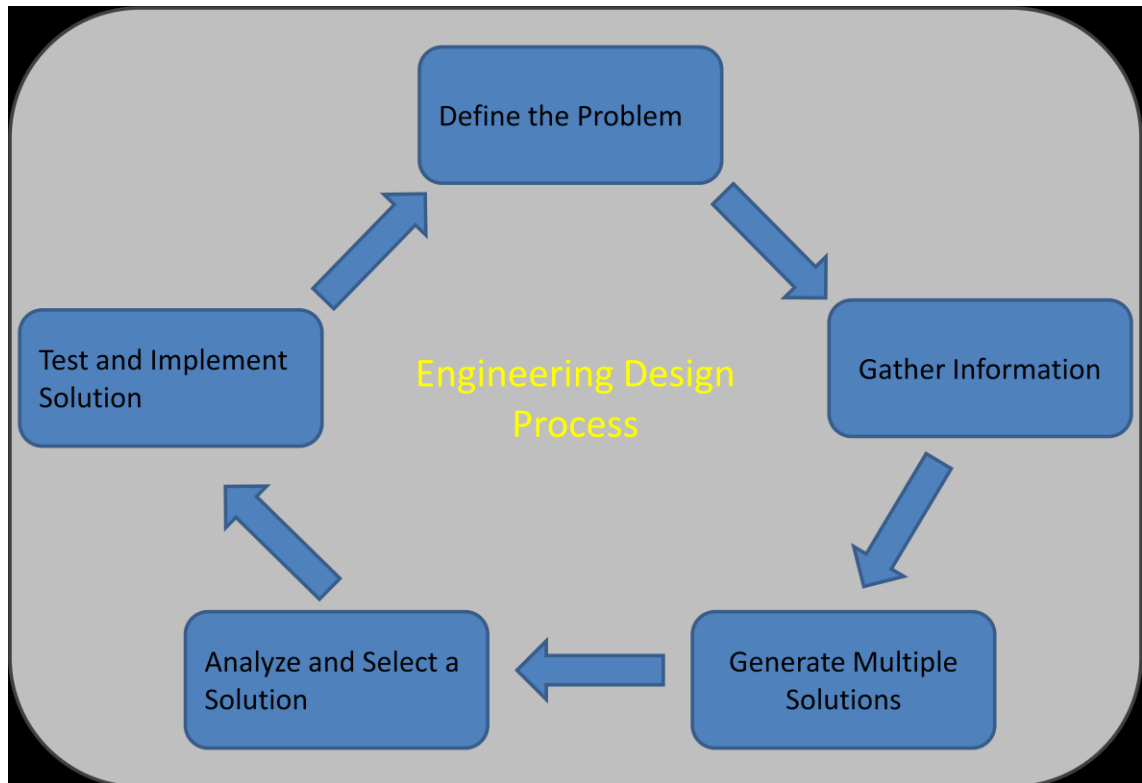 Define the Problem
Gather Information
Generate Multiple
Solutions
Analyze and Select a
Solution
Test and Implement
Solution
Engineering Design
Process